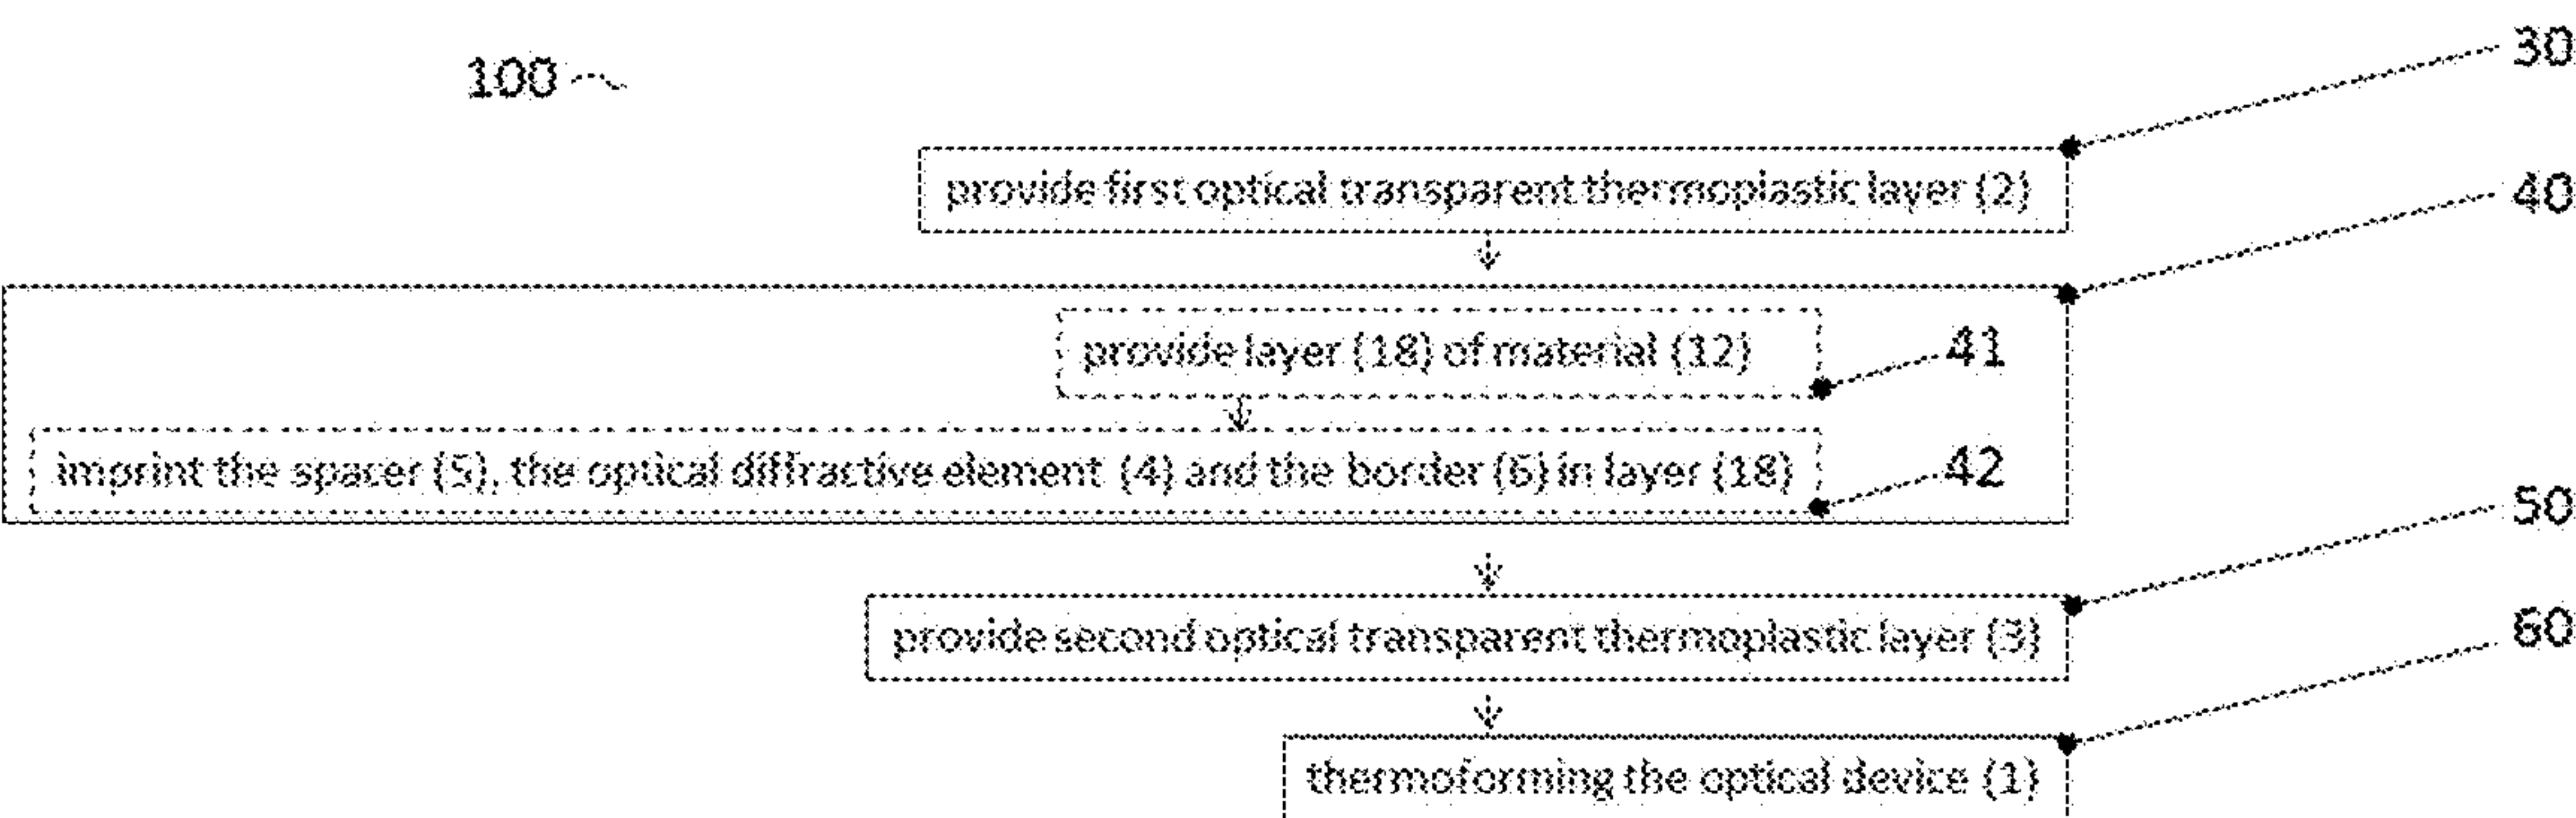 30
100
provide first optical transparent thermoplastic layer (2)
40
provide layer (18) of material (12)
41
imprint the spacer (5), the optical diffractive element (4) and the border (6) in layer (18)
42
50
provide second optical transparent thermoplastic layer (3)
60
thermoforming the optical device (1)